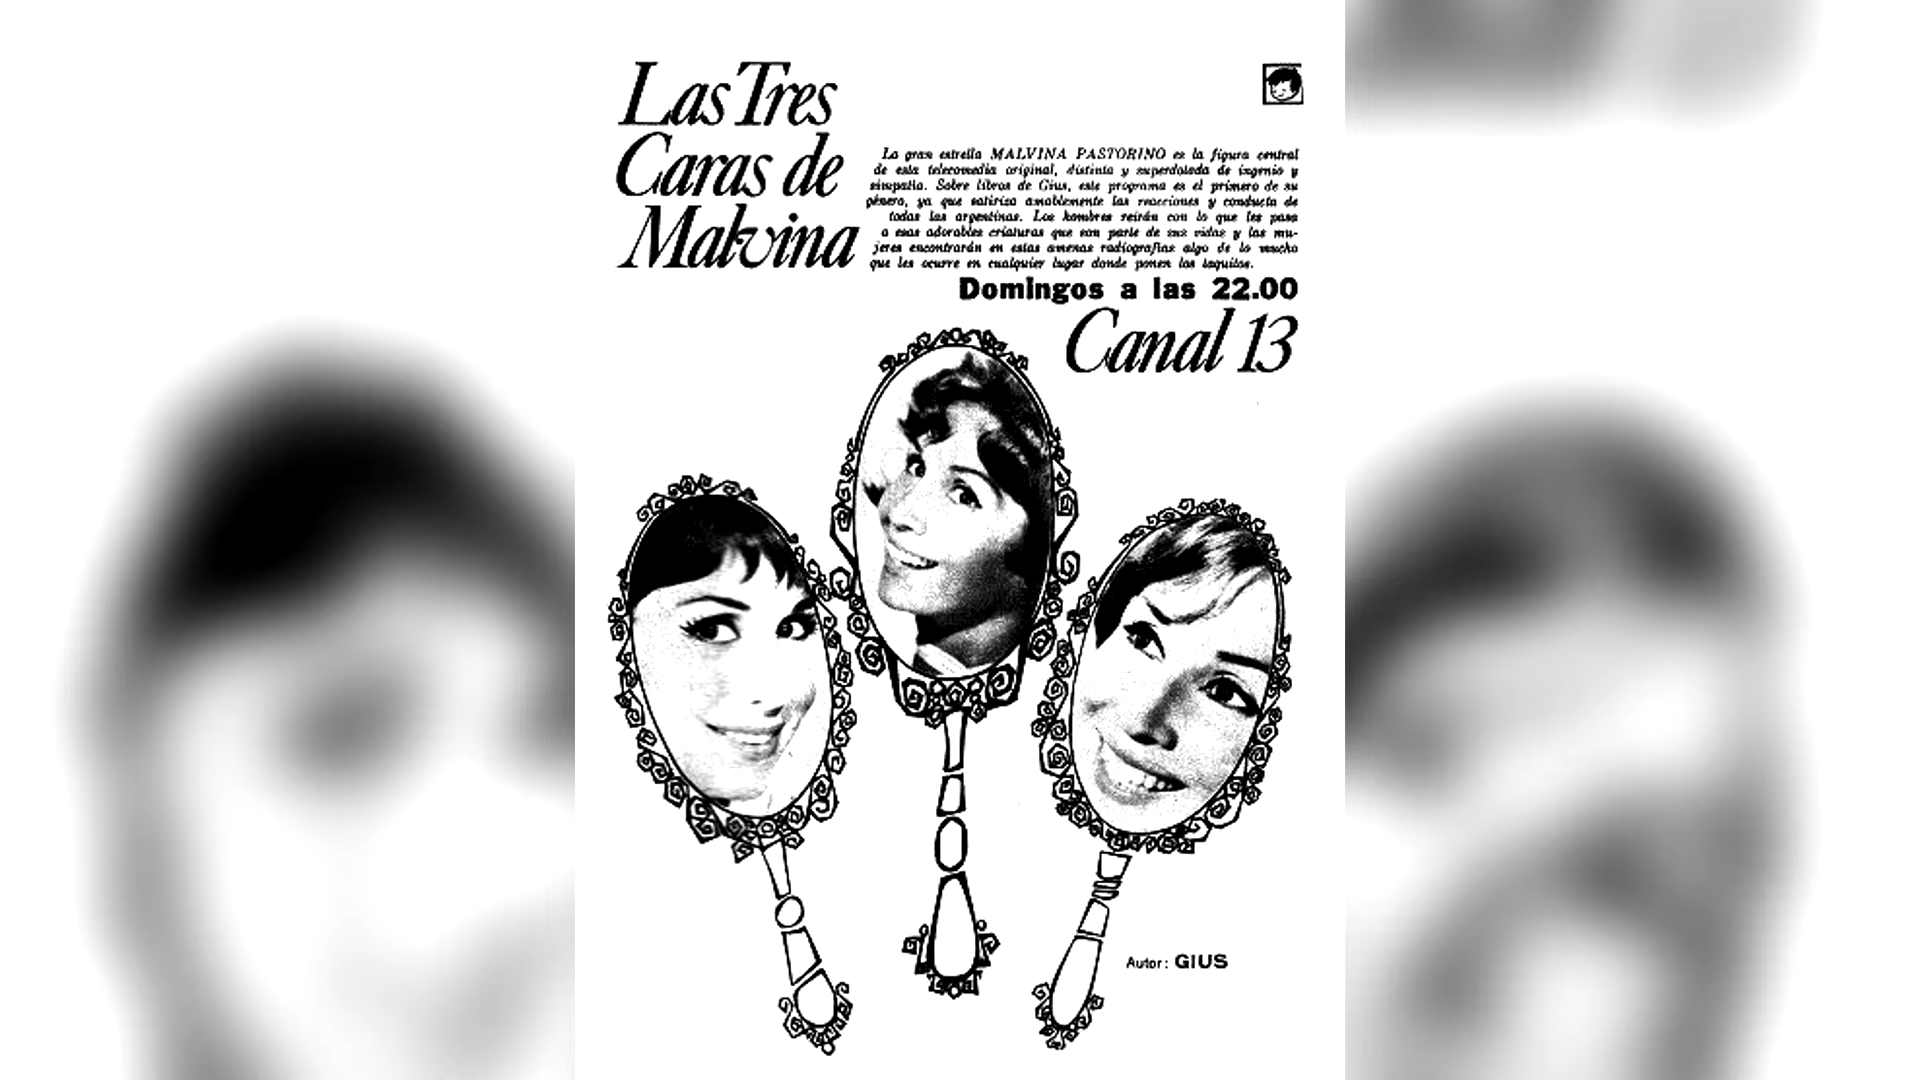 Las Tres
Caras de
Malvina
La gran estrella MALVINA PASTORINO es la figura central
de esta telecomedia original, distinta y superdotada de ingenio y
simpatía. Sobre libros de Gius, este programa es el primero de su
género, ya que satiriza amablemente las reacciones y conducta de
todas las argentinas. Los hombres reirán con lo que les pasa
a esas adorables criaturas que son parte de sus vidas y las mu-
jeres encontrarán en estas amenas radiografías algo de lo mucho
que les ocurre en cualquier lugar donde ponen los taquitos.
Domingos a las 22.00
Canal 13
Autor: GIUS